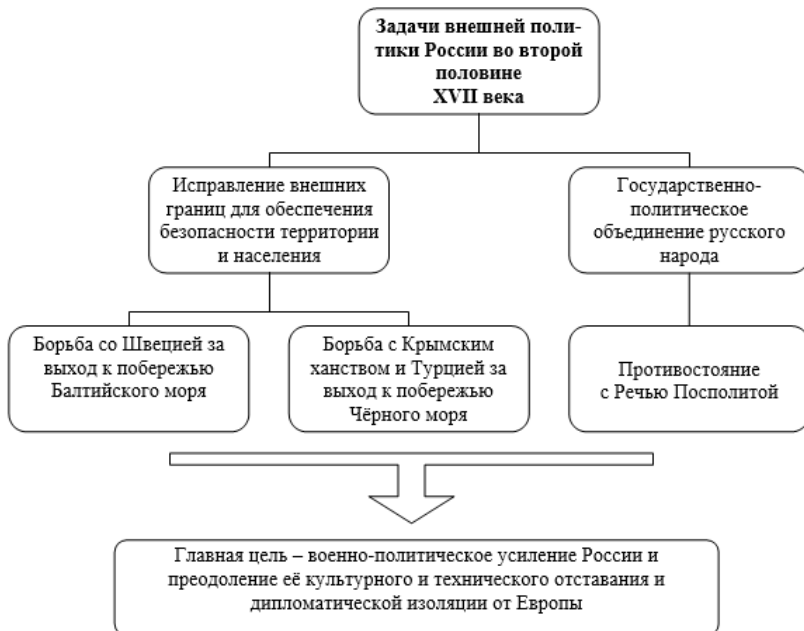 Задачи внешней поли-
тики России во второй
половине
XVII века
Исправление внешних
границ для обеспечения
безопасности территории
и населения
Государственно-
политическое
объединение русского
народа
Борьба со Швецией за
выход к побережью
Балтийского моря
Борьба с Крымским
ханством и Турцией за
выход к побережью
Чёрного моря
Противостояние
с Речью Посполитой
Главная цель – военно-политическое усиление России и
преодоление её культурного и технического отставания и
дипломатической изоляции от Европы